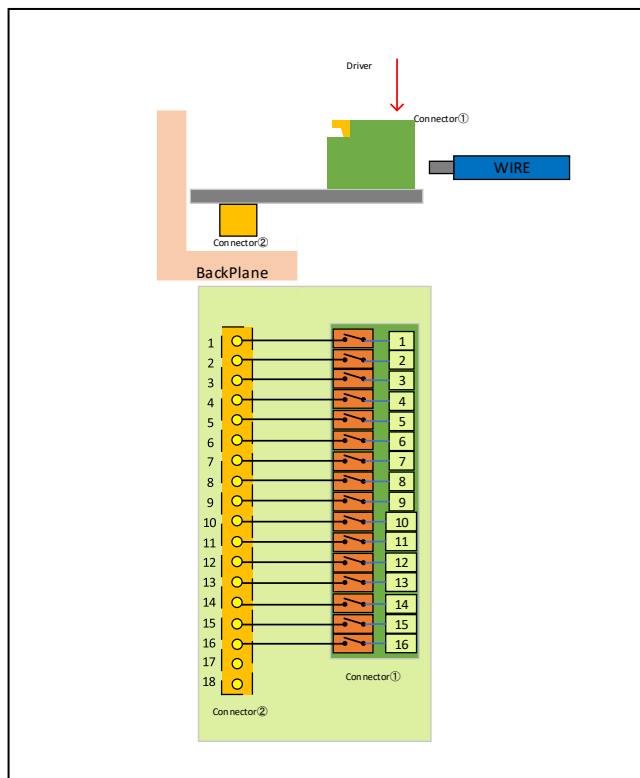 Driver
Connector①
WIRE
Connector②
BackPlane
1 1
2 2
3 3
4 4
5 5
6 6
7 7
8 8
9 9
10 10
11 11
12 12
13 13
14 14
15 15
16 16
17
18
Connector①
Connector②